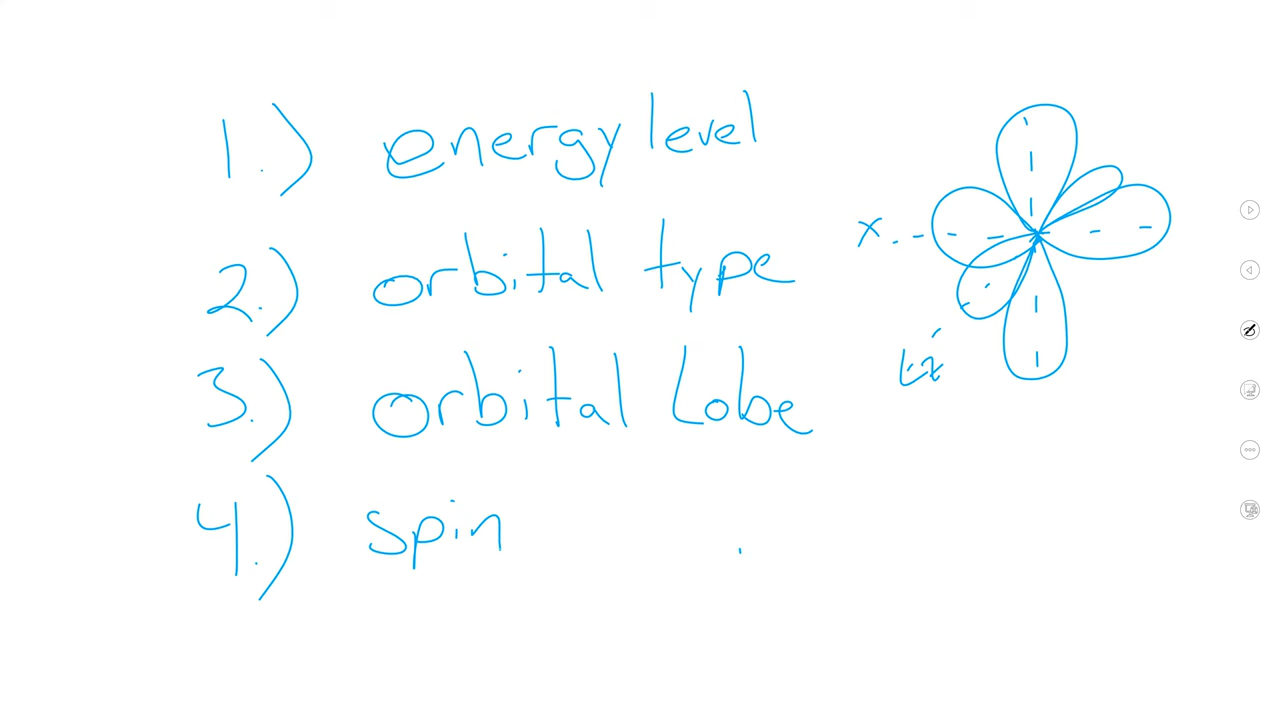 1.) energy level
2.) orbital type
3.) orbital Lobe
4.) spin
x
z